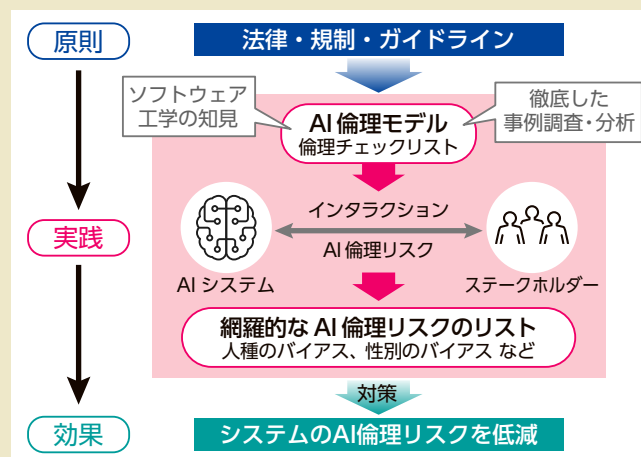 原則
法律・規制・ガイドライン
ソフトウェア
工学の知見
徹底した
事例調査・分析
AI倫理モデル
倫理チェックリスト
実践
インタラクション
AI倫理リスク
AIシステム
ステークホルダー
網羅的なAI倫理リスクのリスト
人種のバイアス、性別のバイアス など
対策
効果
システムのAI倫理リスクを低減